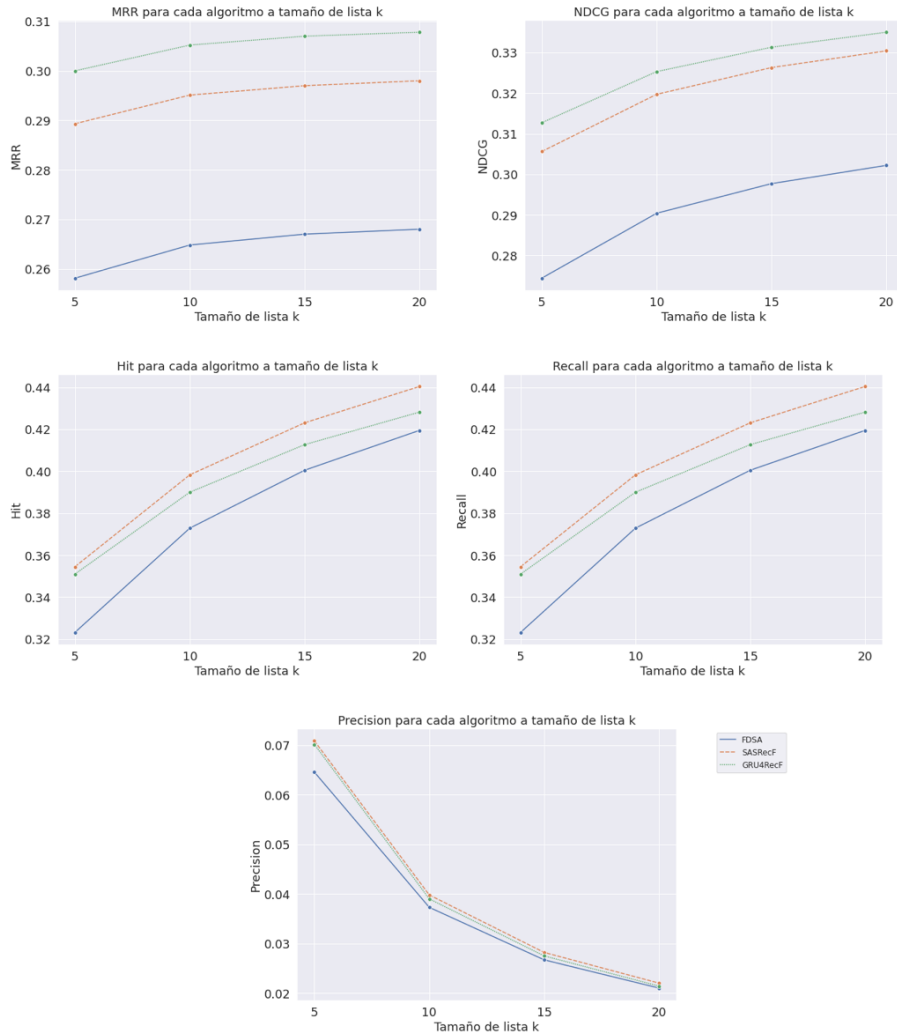 MRR para cada algoritmo a tamaño de lista k
0.31
0.30
0.29
0.28
0.27
0.26
MRR
5 10 15 20
Tamaño de lista k
NDCG para cada algoritmo a tamaño de lista k
0.33
0.32
0.31
0.30
0.29
0.28
NDCG
5 10 15 20
Tamaño de lista k
Hit para cada algoritmo a tamaño de lista k
0.44
0.42
0.40
0.38
0.36
0.34
0.32
Hit
5 10 15 20
Tamaño de lista k
Recall para cada algoritmo a tamaño de lista k
0.44
0.42
0.40
0.38
0.36
0.34
0.32
Recall
5 10 15 20
Tamaño de lista k
Precision para cada algoritmo a tamaño de lista k
0.07
0.06
0.05
0.04
0.03
0.02
Precision
5 10 15 20
Tamaño de lista k
FDSA
SASRecF
GRU4RecF